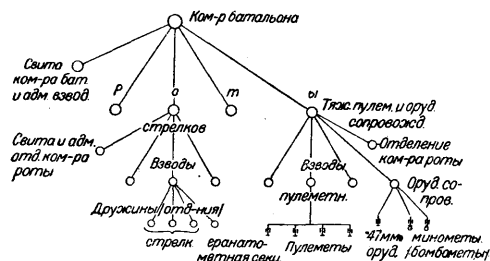 Ком-р батальона
Свита
ком-ра бат.
и адм. взвод.
Р о т ы
Тяж. пулем. и оруд.
сопровожд.
стрелков
Свита и адм.
отд. ком-ра
роты
Отделение
ком-ра роты
Взводы
Взводы
пулеметн.
Оруд. со-
пров.
Дружины/отд-ния/
стрелк.
гранато-
метная секц.
Пулеметы
47мм.
оруд.
минометы.
/бомбометы/